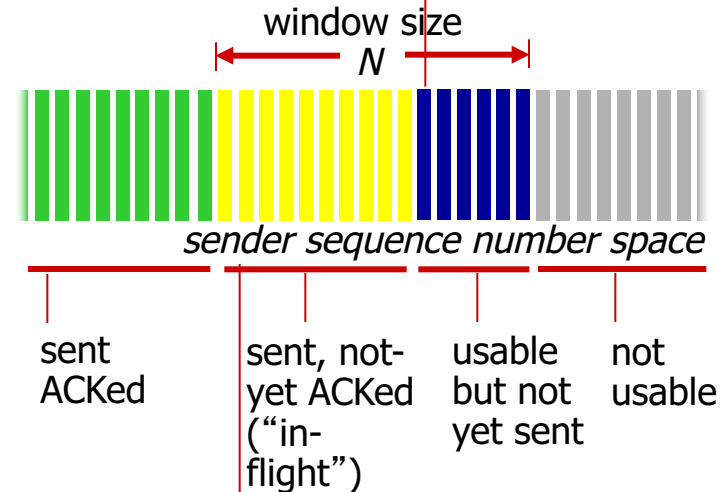 window size
N
sender sequence number space
sent
ACKed
sent, not-
yet ACKed
(“in-
flight”)
usable
but not
yet sent
not
usable